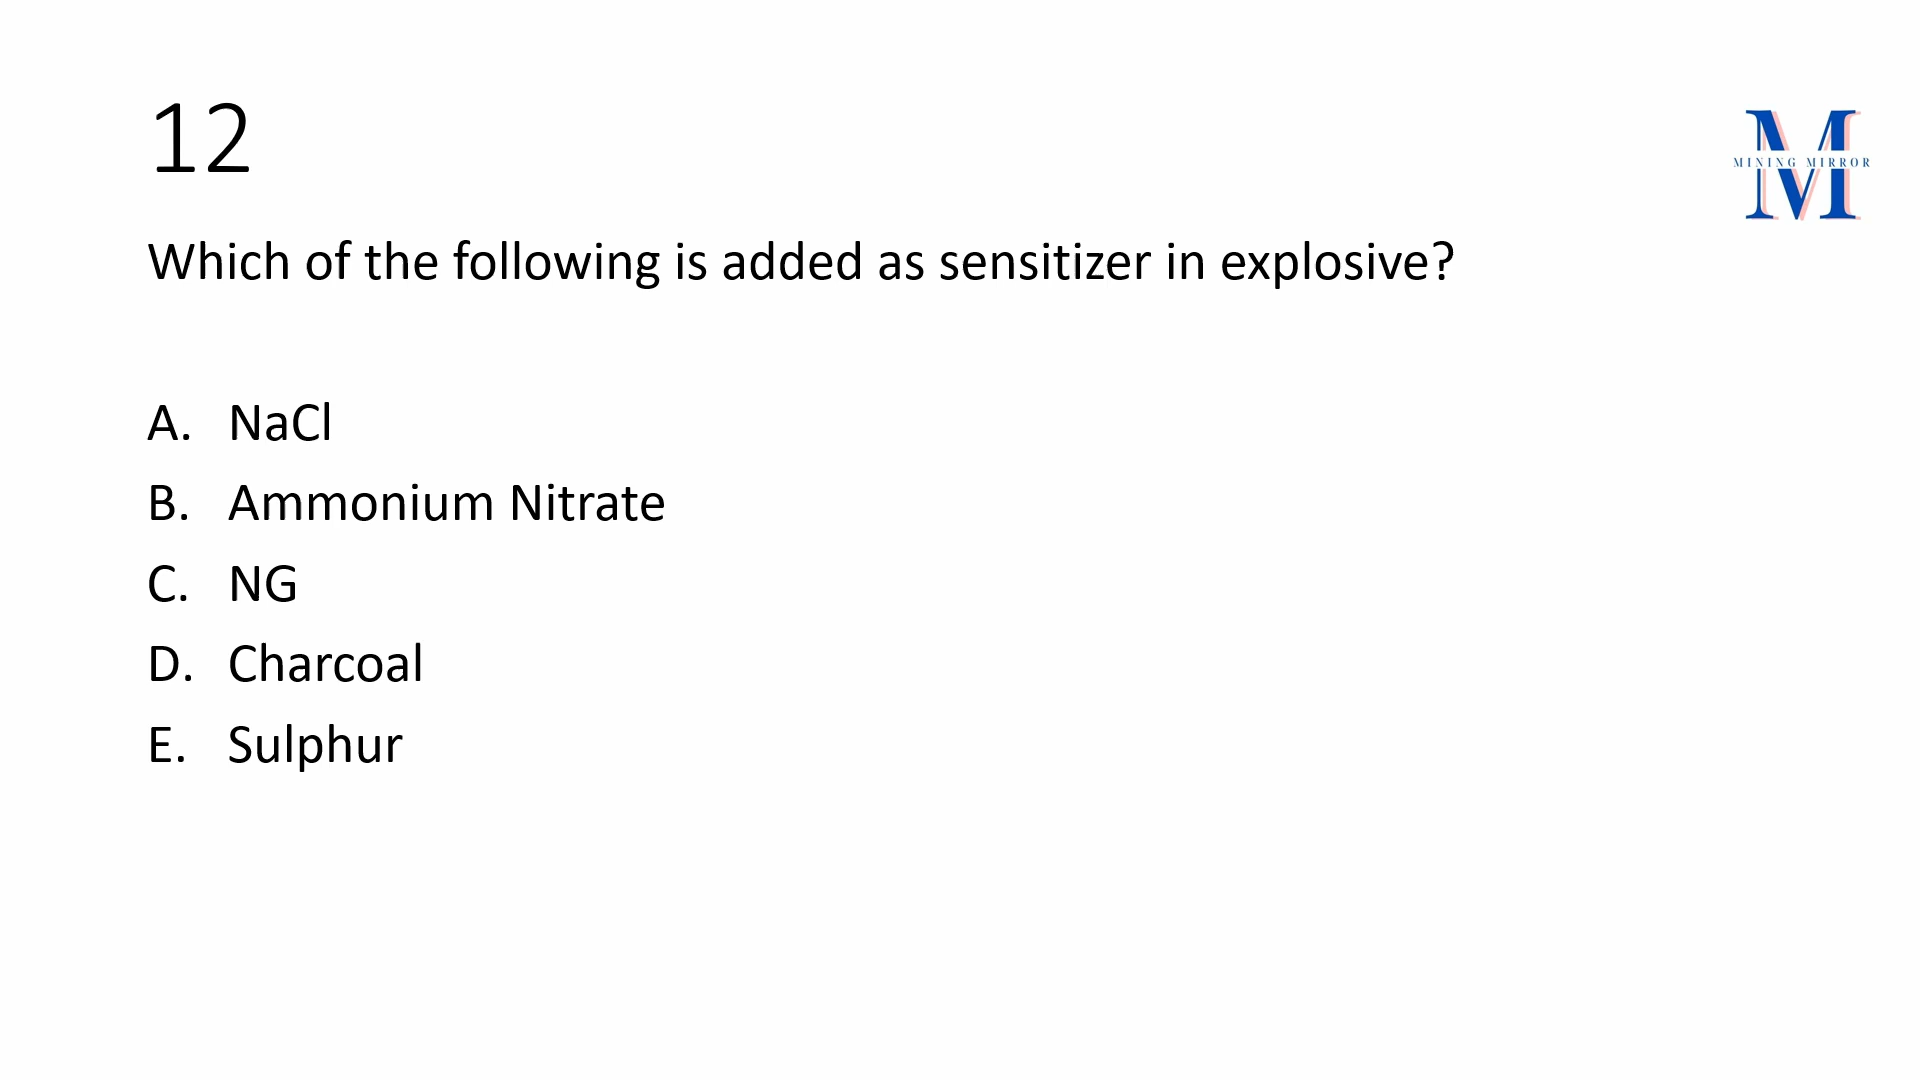 12
MINING MIRROR
Which of the following is added as sensitizer in explosive?
A. NaCl
B. Ammonium Nitrate
C. NG
D. Charcoal
E. Sulphur